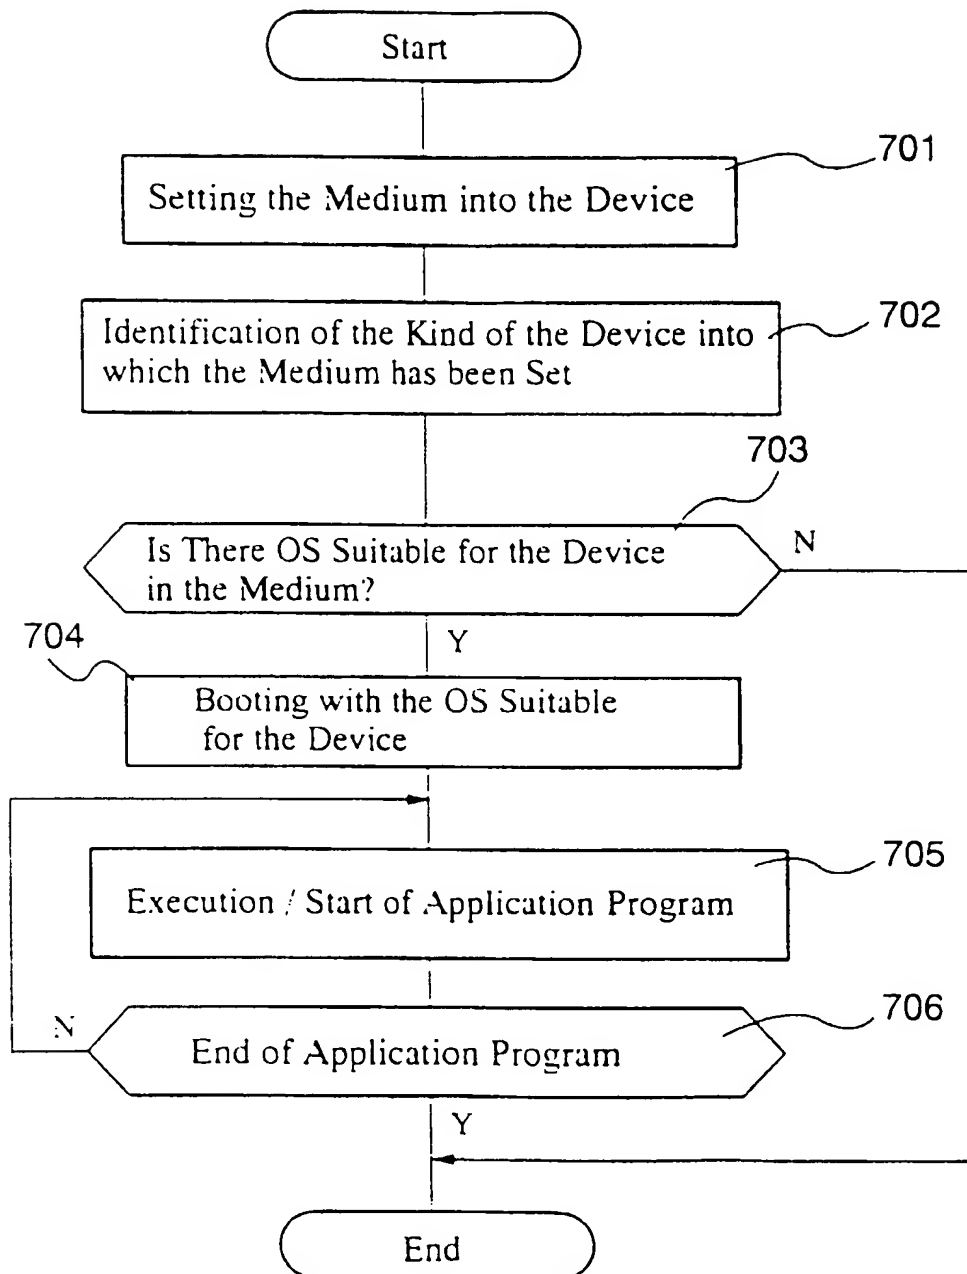 Start
701
Setting the Medium into the Device
702
Identification of the Kind of the Device into
which the Medium has been Set
703
Is There OS Suitable for the Device
in the Medium?
N
Y
704
Booting with the OS Suitable
for the Device
705
Execution / Start of Application Program
706
N
End of Application Program
Y
End